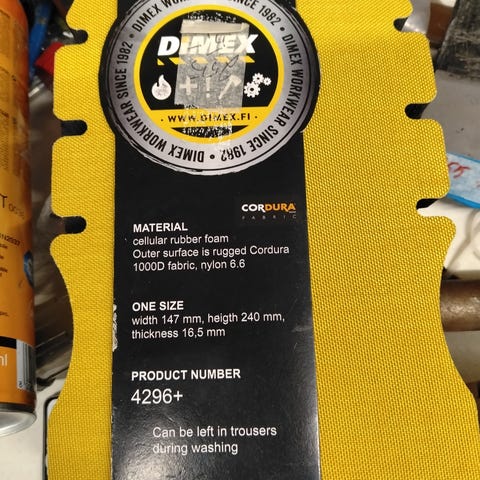 DIMEX WORKWEAR SINCE 1982 • DIMEX WORKWEAR SINCE 1982 •
DIMEX
• WWW.DIMEX.FI •
CORDURA
FABRIC
MATERIAL
cellular rubber foam
Outer surface is rugged Cordura
1000D fabric, nylon 6.6
ONE SIZE
width 147 mm, heigth 240 mm,
thickness 16,5 mm
PRODUCT NUMBER
4296+
Can be left in trousers
during washing